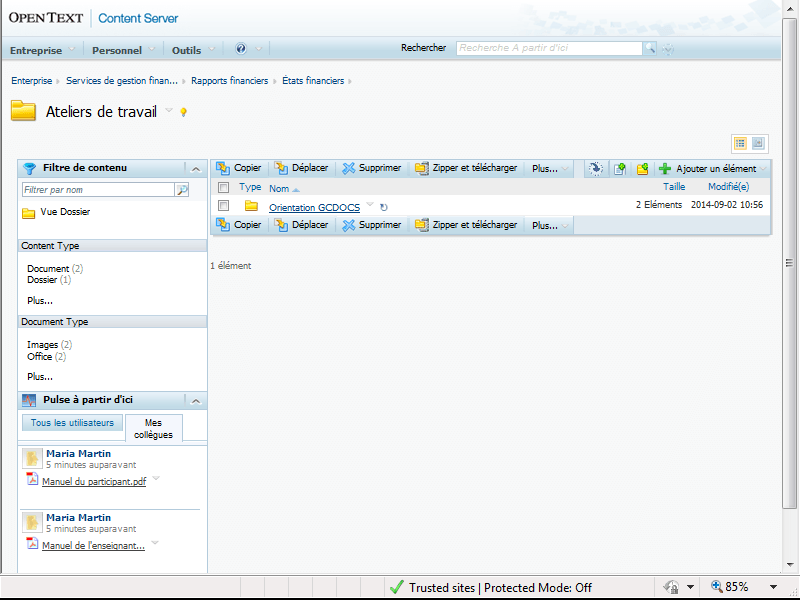 OPENTEXT | Content Server
Entreprise Personnel Outils
Rechercher Recherche A partir d'ici
Enterprise Services de gestion finan... Rapports financiers États financiers
Ateliers de travail
Filtre de contenu
Filtrer par nom
Vue Dossier
Content Type
Document (2)
Dossier (1)
Plus...
Document Type
Images (2)
Office (2)
Plus...
Pulse à partir d'ici
Tous les utilisateurs Mes collègues
Maria Martin
5 minutes auparavant
Manuel du participant.pdf
Maria Martin
5 minutes auparavant
Manuel de l'enseignant...
Copier Déplacer Supprimer Zipper et télécharger Plus... Ajouter un élément
Type Nom Taille Modifié(e)
Orientation GCDOCS 2 Eléments 2014-09-02 10:56
Copier Déplacer Supprimer Zipper et télécharger Plus...
1 élément
Trusted sites | Protected Mode: Off 85%